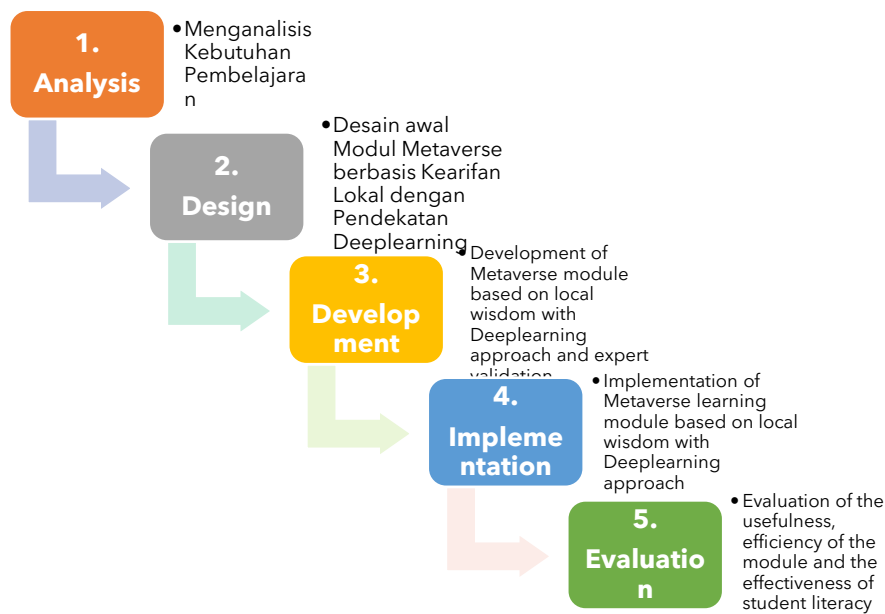 1.
Analysis
•Menganalisis
Kebutuhan
Pembelajara
n
2.
Design
•Desain awal
Modul Metaverse
berbasis Kearifan
Lokal dengan
Pendekatan
Deeplearning
3.
Develop
ment
•Development of
Metaverse module
based on local
wisdom with
Deeplearning
approach and expert
validation
4.
Impleme
ntation
•Implementation of
Metaverse learning
module based on local
wisdom with
Deeplearning
approach
5.
Evaluatio
n
•Evaluation of the
usefulness,
efficiency of the
module and the
effectiveness of
student literacy